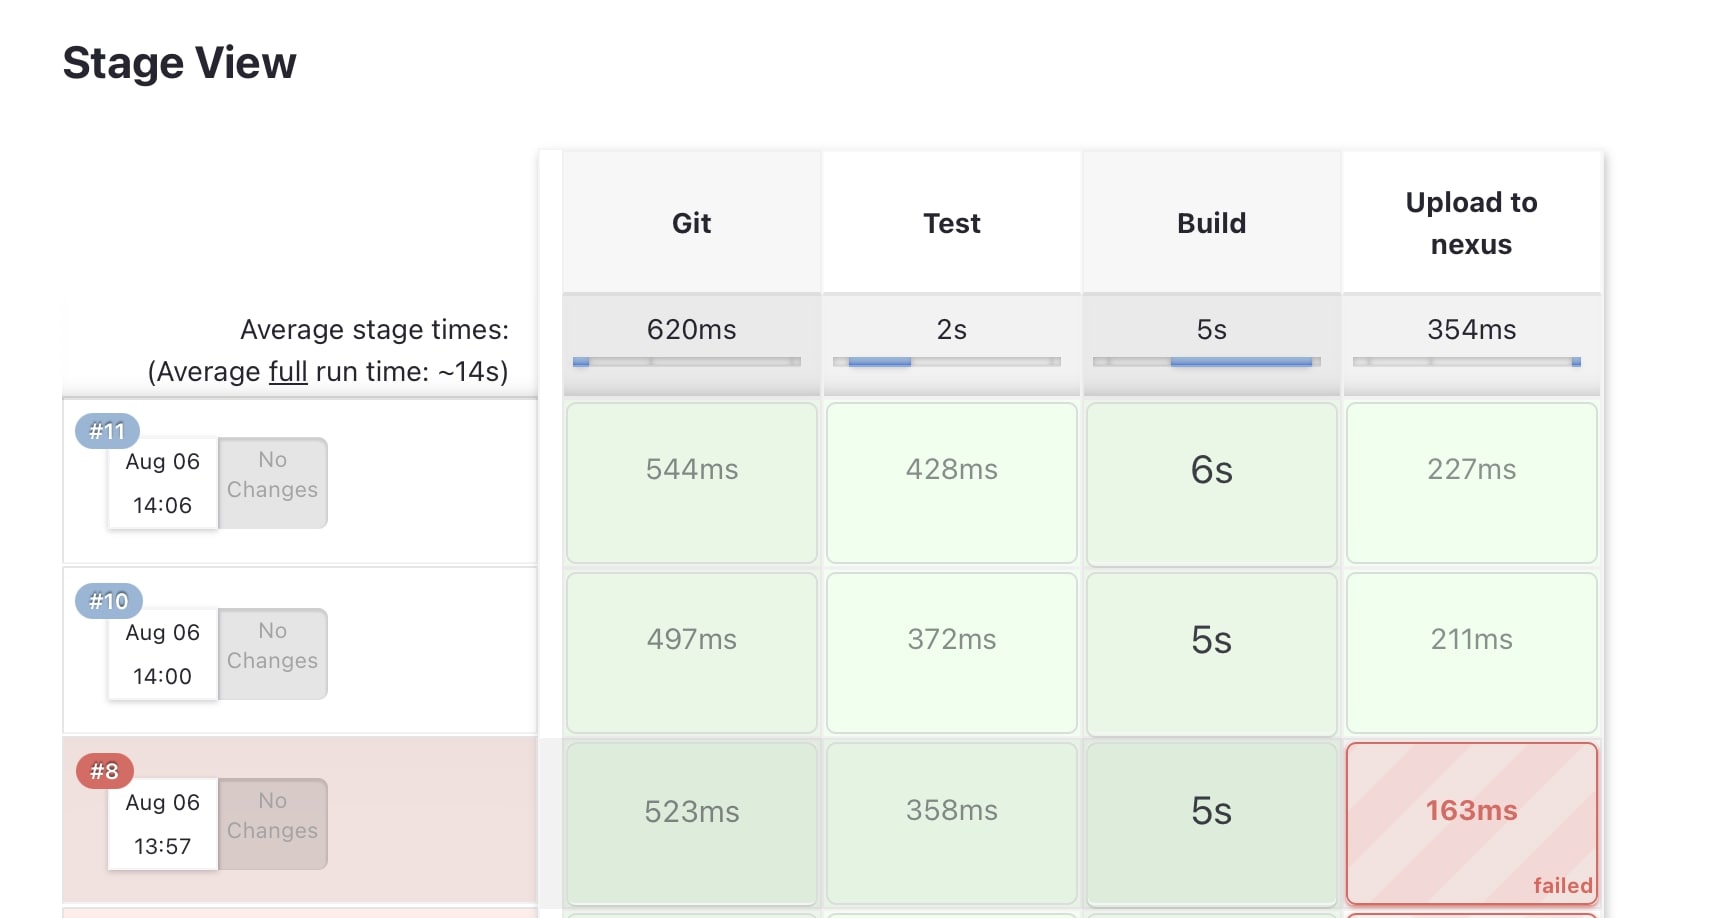 Stage View
Git
Test
Build
Upload to
nexus
Average stage times:
(Average full run time: ~14s)
620ms
2s
5s
354ms
#11
Aug 06
14:06
No
Changes
544ms
428ms
6s
227ms
#10
Aug 06
14:00
No
Changes
497ms
372ms
5s
211ms
#8
Aug 06
13:57
No
Changes
523ms
358ms
5s
163ms
failed